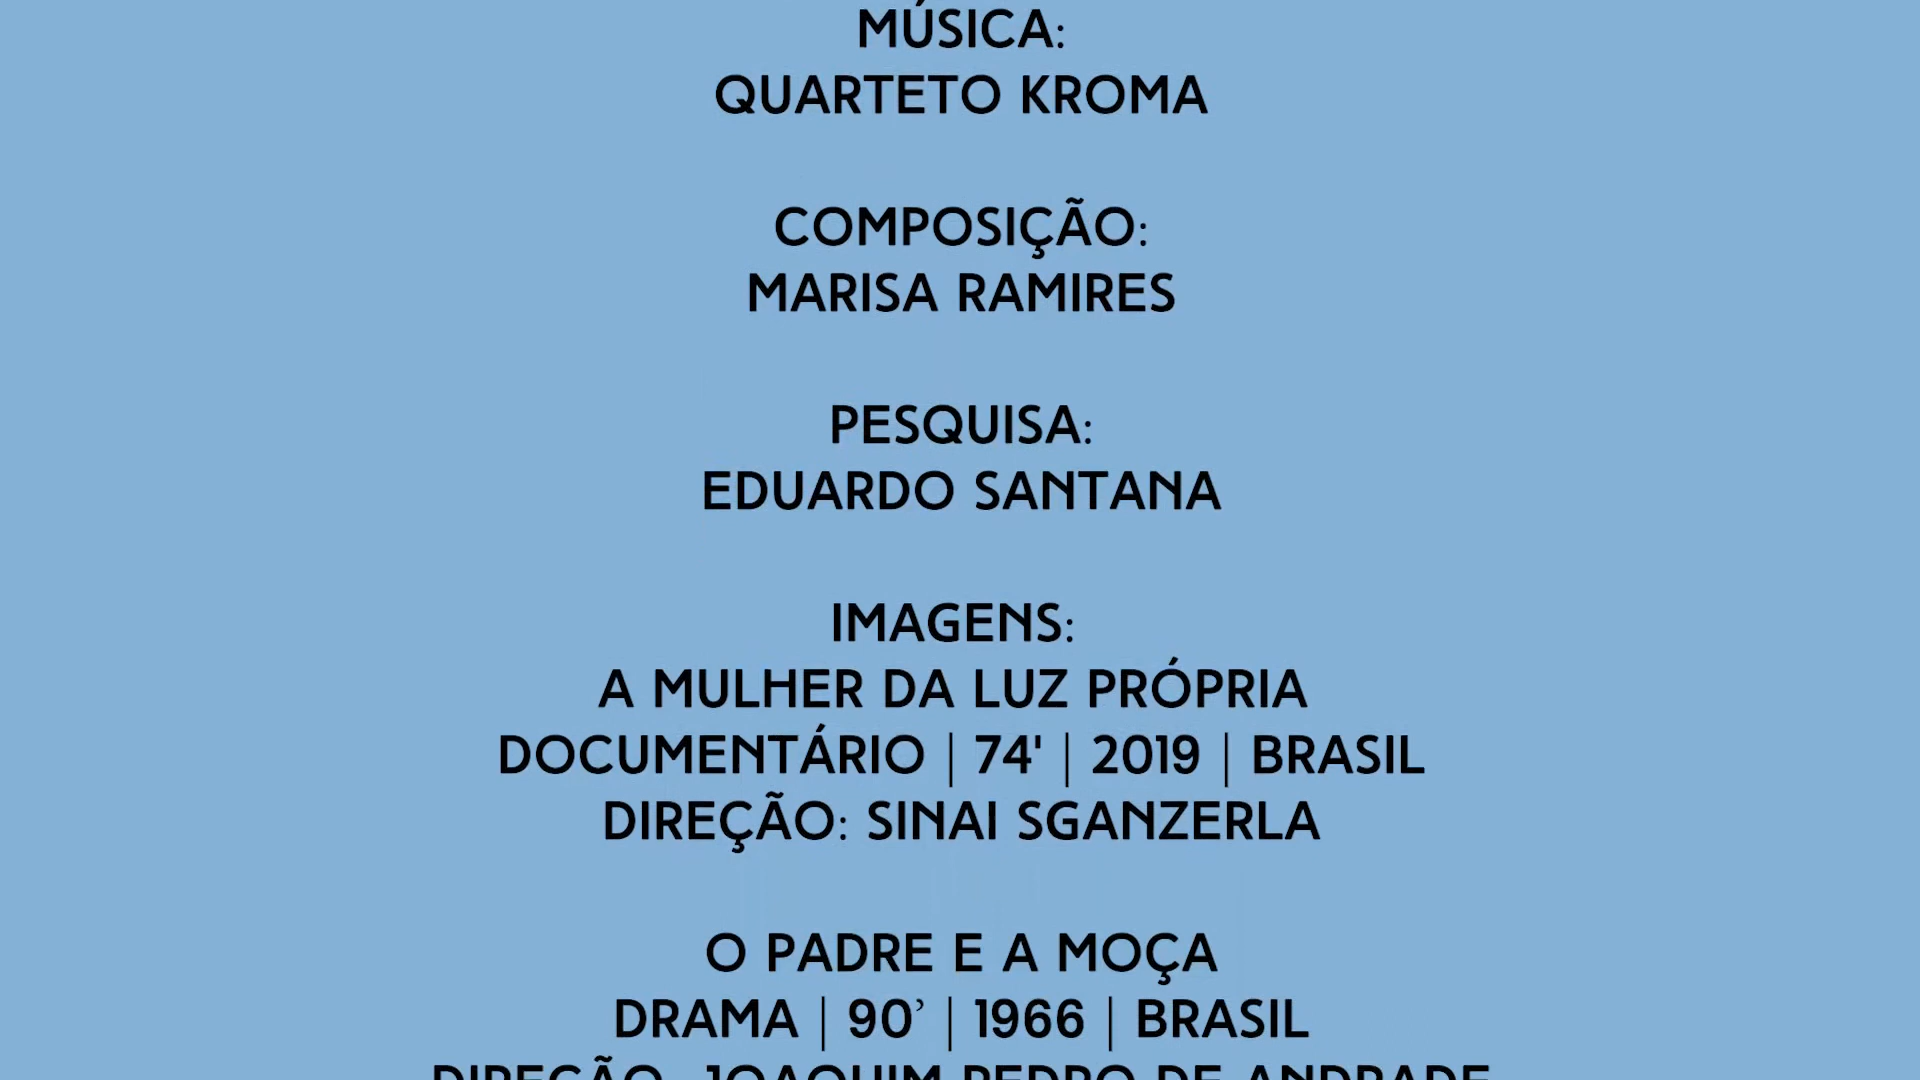 MÚSICA:
QUARTETO KROMA
COMPOSIÇÃO:
MARISA RAMIRES
PESQUISA:
EDUARDO SANTANA
IMAGENS:
A MULHER DA LUZ PRÓPRIA
DOCUMENTÁRIO | 74' | 2019 | BRASIL
DIREÇÃO: SINAI SGANZERLA
O PADRE E A MOÇA
DRAMA | 90’ | 1966 | BRASIL
DIREÇÃO: JOAQUIM PEDRO DE ANDRADE